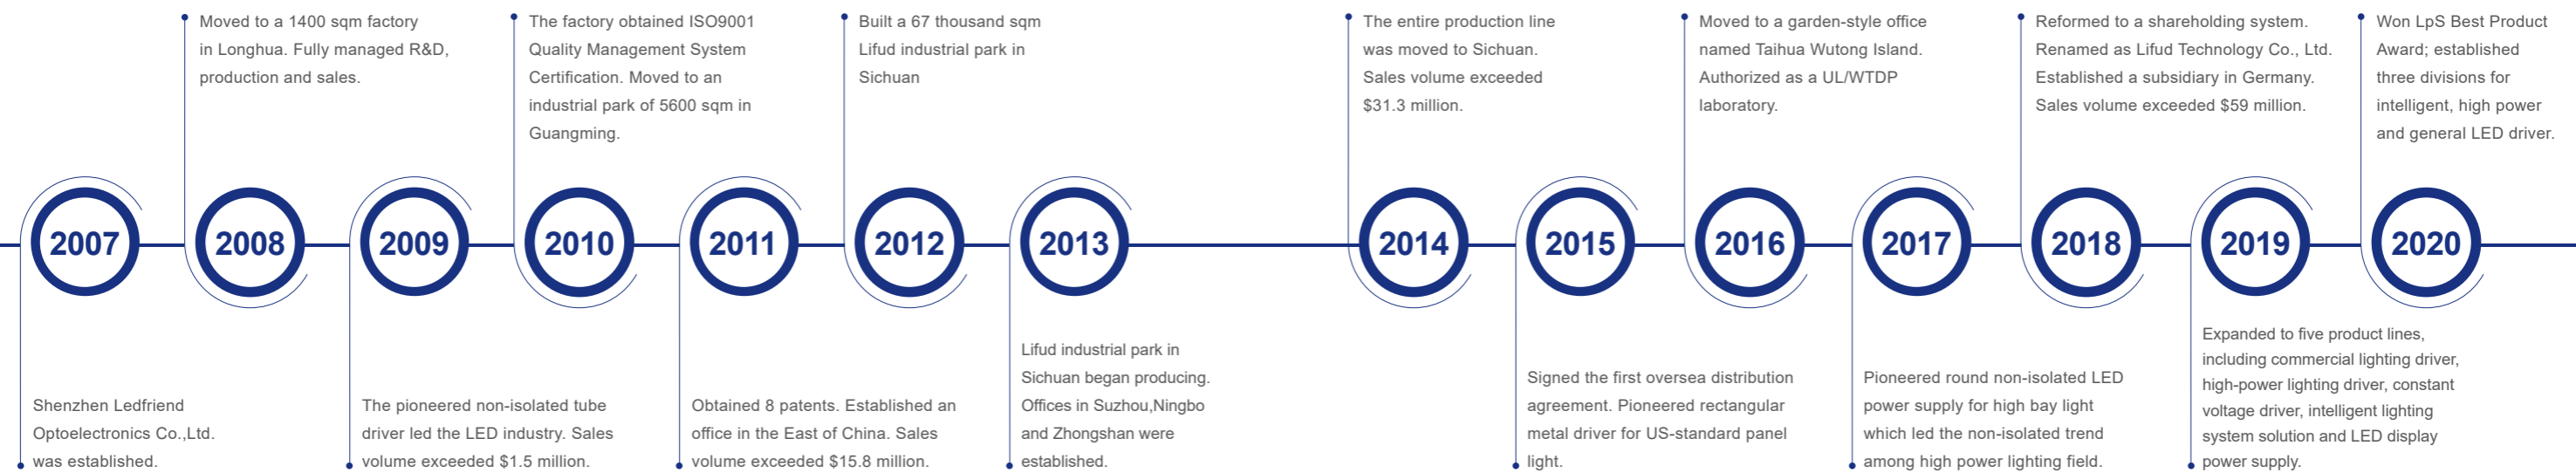 Moved to a 1400 sqm factory
in Longhua. Fully managed R&D,
production and sales.
The factory obtained ISO9001
Quality Management System
Certification. Moved to an
industrial park of 5600 sqm in
Guangming.
Built a 67 thousand sqm
Lifud industrial park in
Sichuan
The entire production line
was moved to Sichuan.
Sales volume exceeded
$31.3 million.
Moved to a garden-style office
named Taihua Wutong Island.
Authorized as a UL/WTDP
laboratory.
Reformed to a shareholding system.
Renamed as Lifud Technology Co., Ltd.
Established a subsidiary in Germany.
Sales volume exceeded $59 million.
Won LpS Best Product
Award; established
three divisions for
intelligent, high power
and general LED driver.
2007
2008
2009
2010
2011
2012
2013
2014
2015
2016
2017
2018
2019
2020
Shenzhen Ledfriend
Optoelectronics Co.,Ltd.
was established.
The pioneered non-isolated tube
driver led the LED industry. Sales
volume exceeded $1.5 million.
Obtained 8 patents. Established an
office in the East of China. Sales
volume exceeded $15.8 million.
Lifud industrial park in
Sichuan began producing.
Offices in Suzhou,Ningbo
and Zhongshan were
established.
Signed the first oversea distribution
agreement. Pioneered rectangular
metal driver for US-standard panel
light.
Pioneered round non-isolated LED
power supply for high bay light
which led the non-isolated trend
among high power lighting field.
Expanded to five product lines,
including commercial lighting driver,
high-power lighting driver, constant
voltage driver, intelligent lighting
system solution and LED display
power supply.